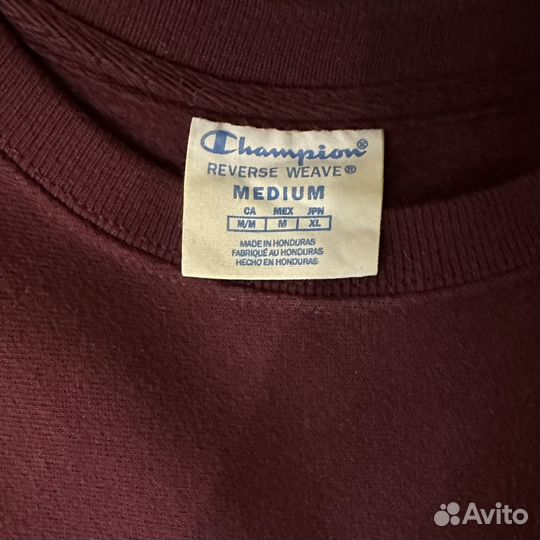 Champion®
REVERSE WEAVE®
MEDIUM
CA MEX JPN
M/M M XL
MADE IN HONDURAS
FABRIQUÉ AU HONDURAS
HECHO EN HONDURAS
Avito